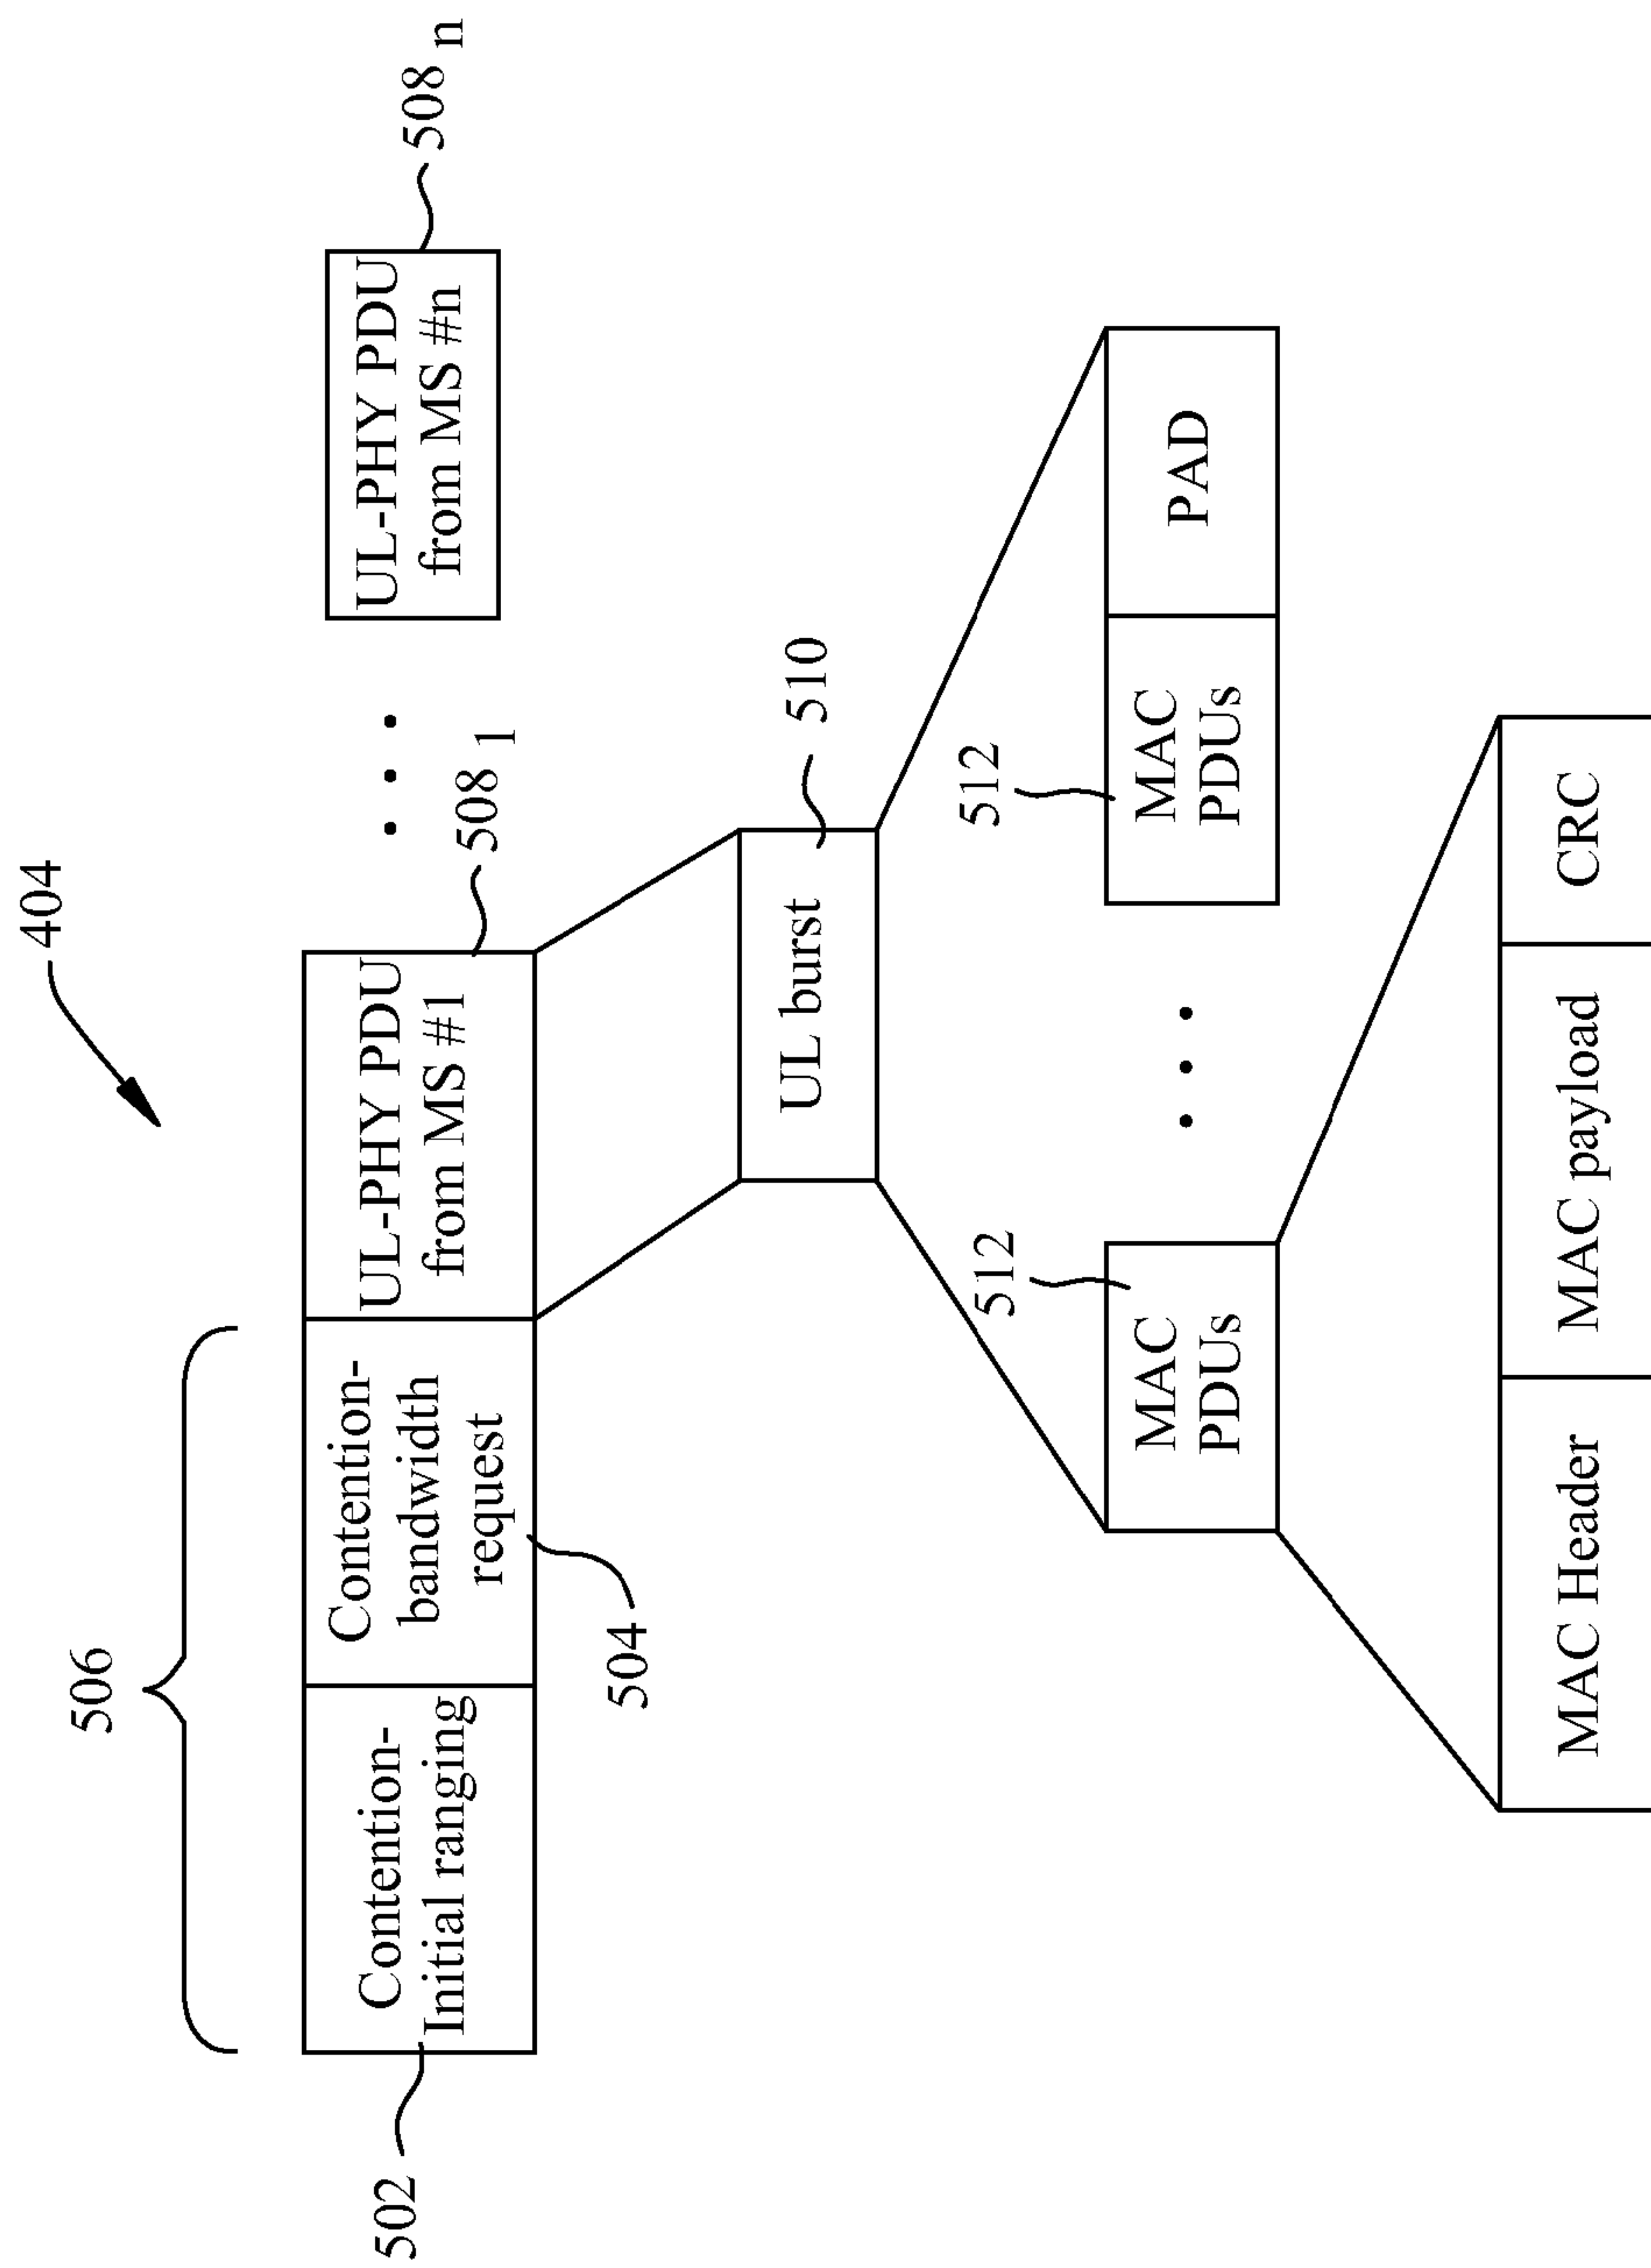 404
506
502
Contention-
Initial ranging
Contention-
bandwidth
request
504
UL-PHY PDU
from MS #1
508 1
UL-PHY PDU
from MS #n
508 n
UL burst
510
MAC
PDUs
512
MAC
PDUs
512
PAD
MAC Header
MAC payload
CRC